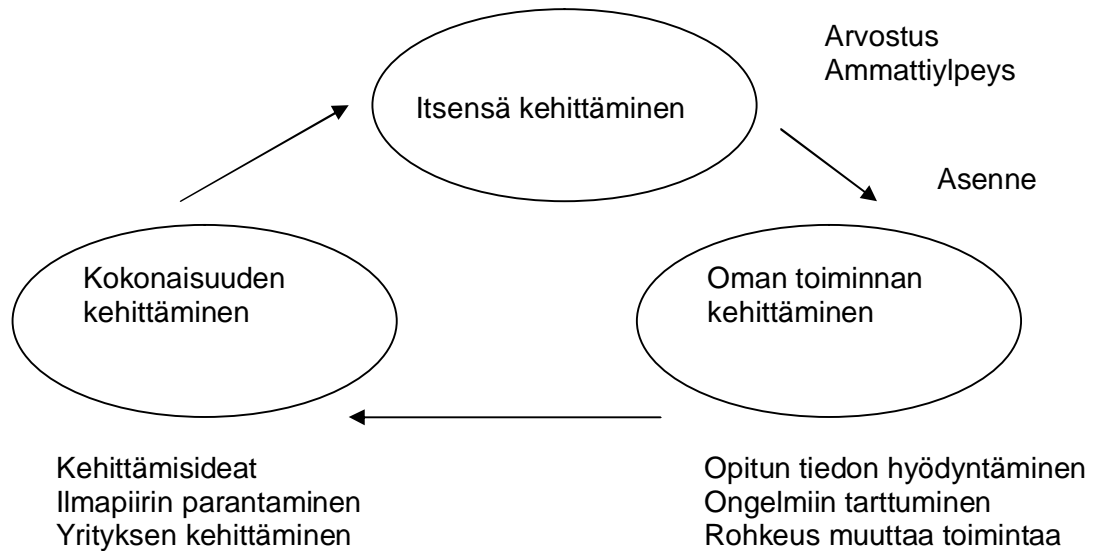 Arvostus
Ammattiylpeys
Itsensä kehittäminen
Asenne
Kokonaisuuden
kehittäminen
Oman toiminnan
kehittäminen
Kehittämisideat
Ilmapiirin parantaminen
Yrityksen kehittäminen
Opitun tiedon hyödyntäminen
Ongelmiin tarttuminen
Rohkeus muuttaa toimintaa